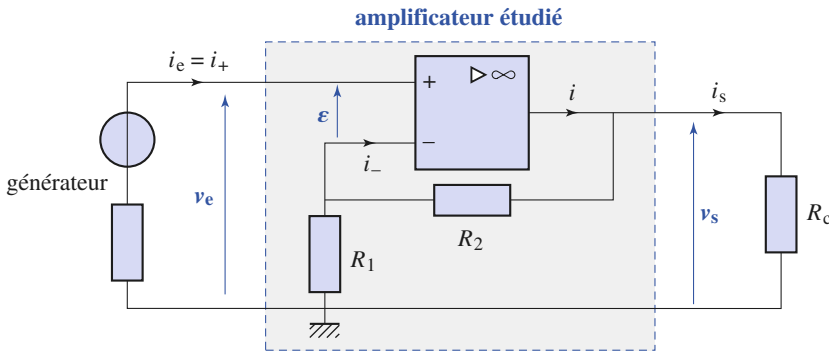 amplificateur étudié
i_e = i_+
+
▷ ∞
i
i_s
ε
i_-
−
générateur
v_e
R_2
v_s
R_c
R_1